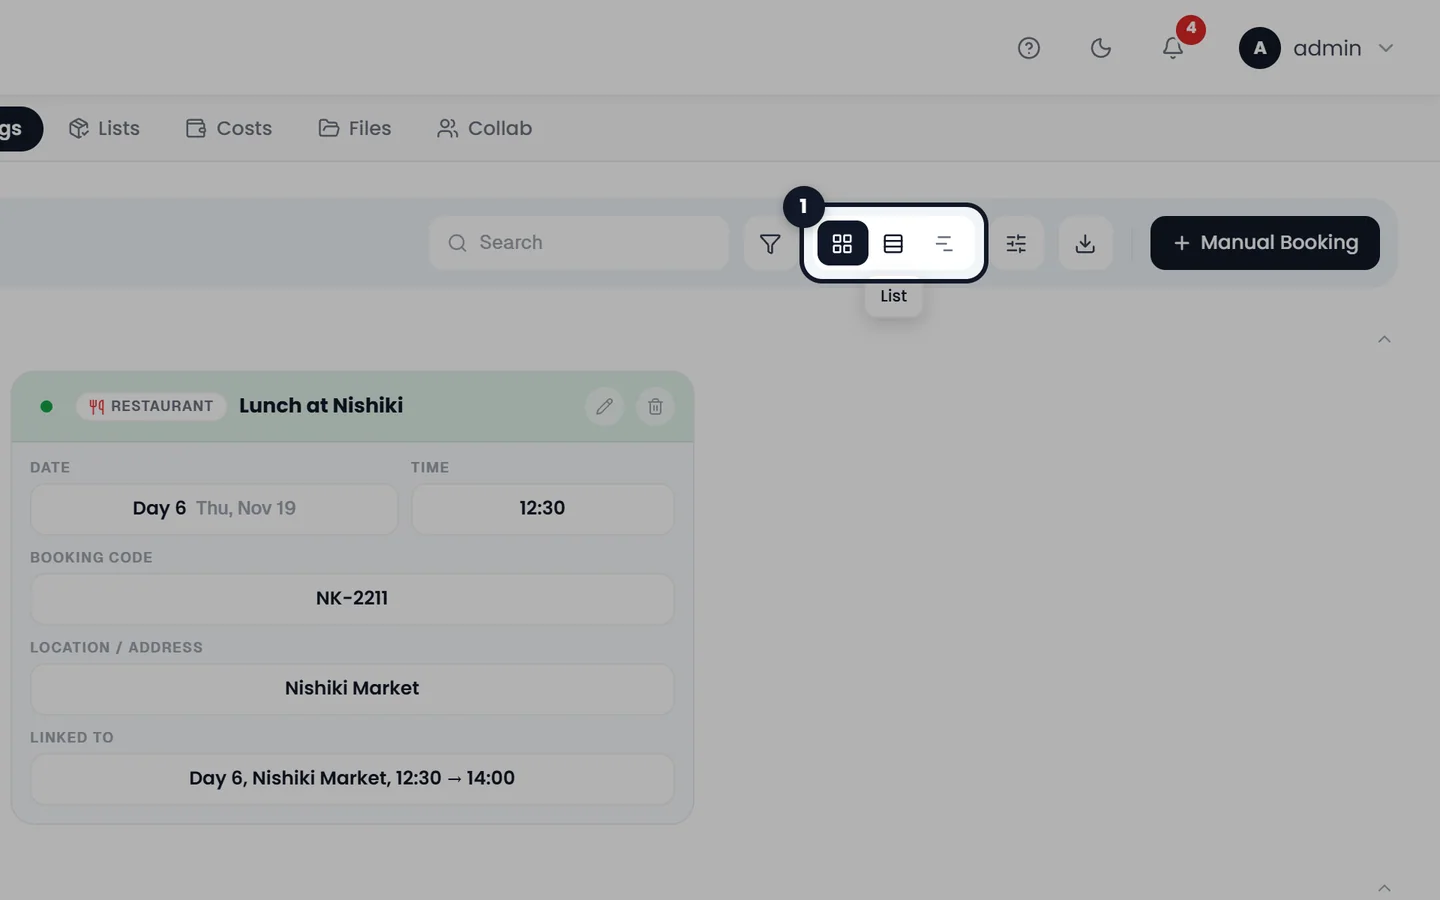 4
A admin
gs Lists Costs Files Collab
1
Search
+ Manual Booking
List
RESTAURANT Lunch at Nishiki
DATE TIME
Day 6 Thu, Nov 19 12:30
BOOKING CODE
NK-2211
LOCATION / ADDRESS
Nishiki Market
LINKED TO
Day 6, Nishiki Market, 12:30 → 14:00